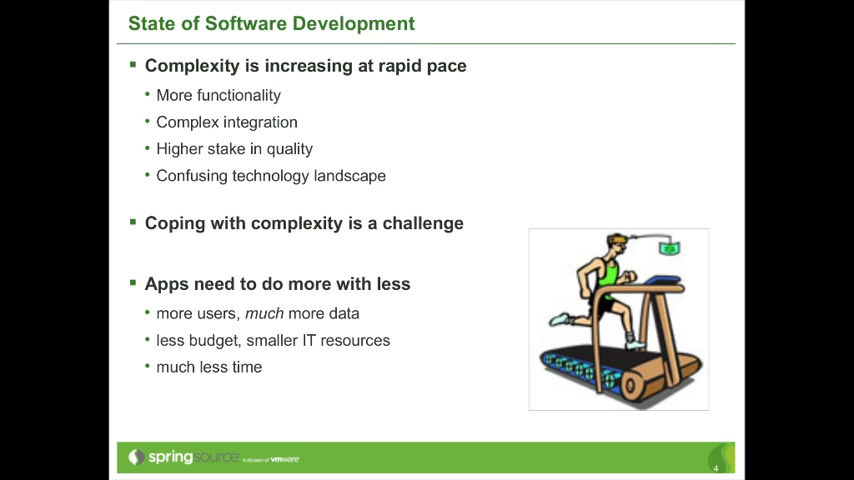 State of Software Development
Complexity is increasing at rapid pace
More functionality
Complex integration
Higher stake in quality
Confusing technology landscape
Coping with complexity is a challenge
Apps need to do more with less
more users, much more data
less budget, smaller IT resources
much less time
springsource A division of vmware
4